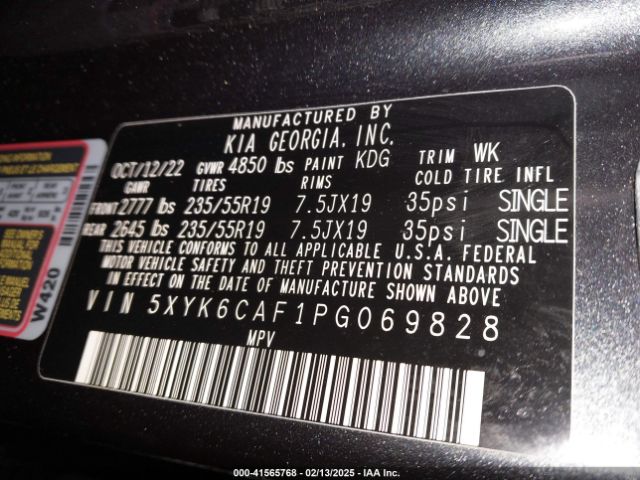 MANUFACTURED BY
KIA GEORGIA, INC.
OCT/12/22 GVWR 4850 lbs PAINT KDG TRIM WK
GAWR TIRES RIMS COLD TIRE INFL
FRONT 2777 lbs 235/55R19 7.5JX19 35psi SINGLE
REAR 2645 lbs 235/55R19 7.5JX19 35psi SINGLE
THIS VEHICLE CONFORMS TO ALL APPLICABLE U.S.A. FEDERAL
MOTOR VEHICLE SAFETY AND THEFT PREVENTION STANDARDS
IN EFFECT ON THE DATE OF MANUFACTURE SHOWN ABOVE
VIN 5XYK6CAF1PG069828
MPV
W420
000-41565768 - 02/13/2025 - IAA Inc.